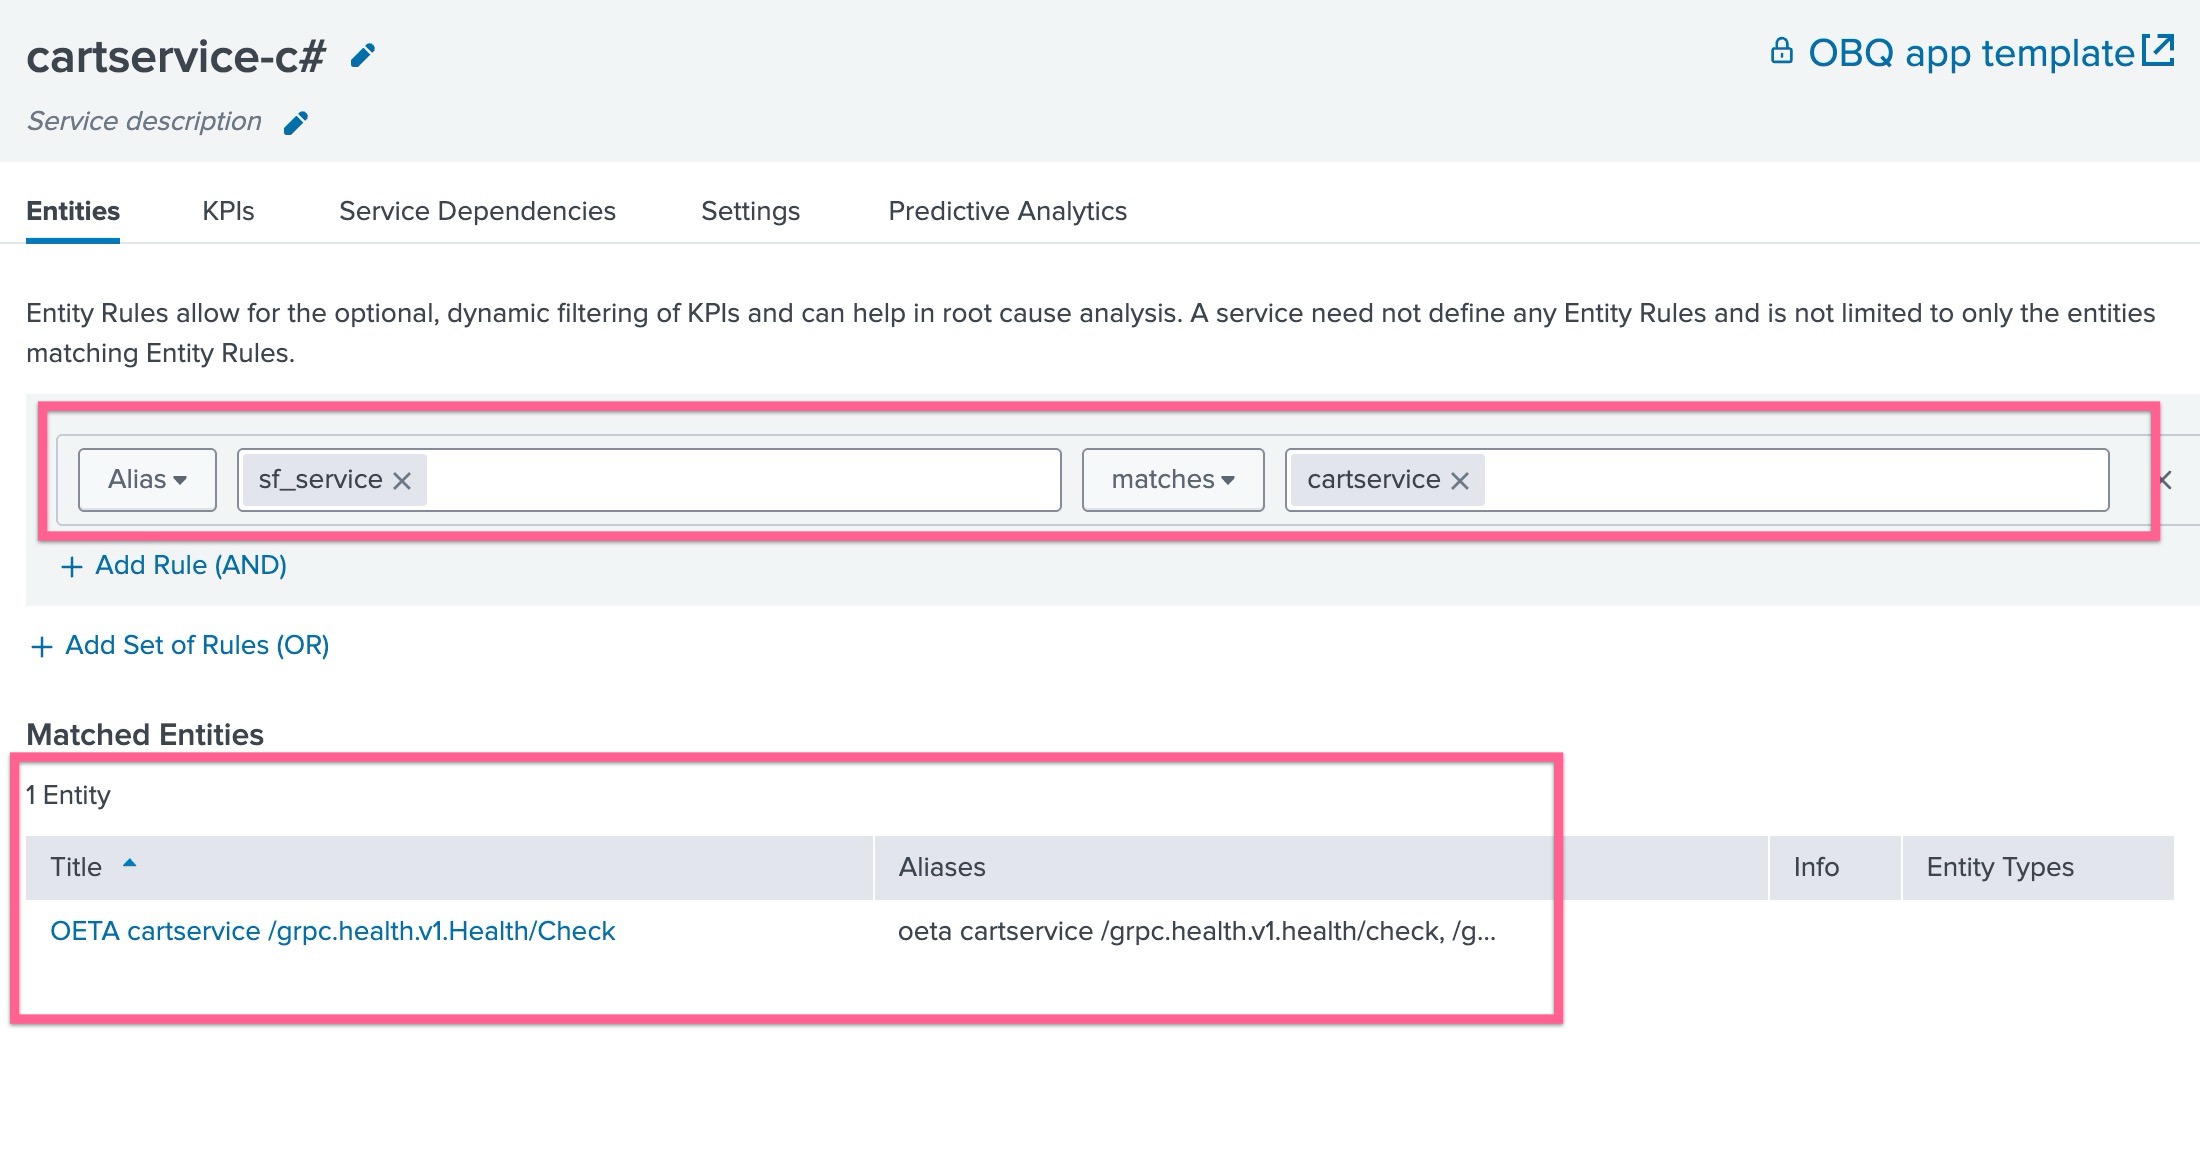 cartservice-c#
OBQ app template
Service description
Entities KPIs Service Dependencies Settings Predictive Analytics
Entity Rules allow for the optional, dynamic filtering of KPIs and can help in root cause analysis. A service need not define any Entity Rules and is not limited to only the entities
matching Entity Rules.
Alias sf_service matches cartservice
Add Rule (AND)
Add Set of Rules (OR)
Matched Entities
1 Entity
Title Aliases Info Entity Types
OETA cartservice /grpc.health.v1.Health/Check oeta cartservice /grpc.health.v1.health/check, /g...